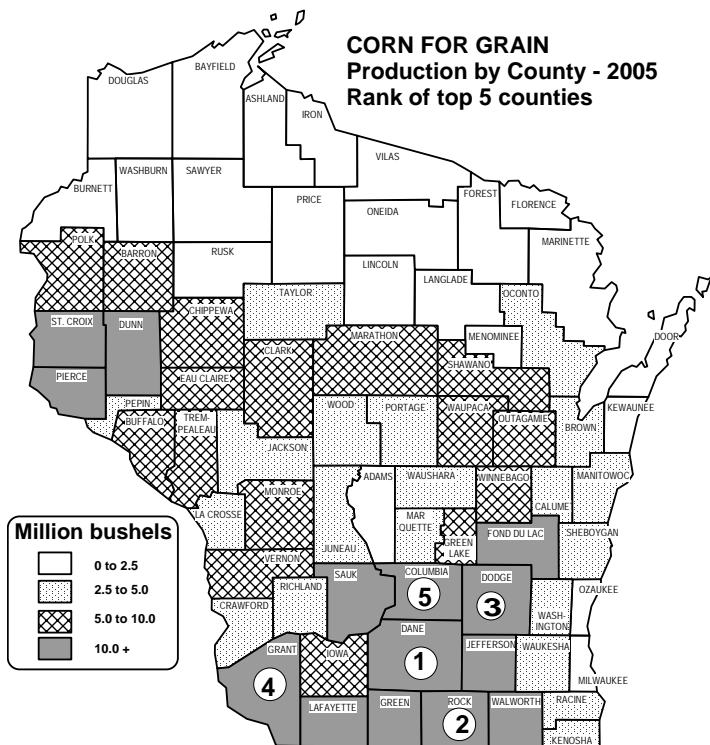 CORN FOR GRAIN
Production by County - 2005
Rank of top 5 counties
BAYFIELD
DOUGLAS
ASHLAND
IRON
VILAS
WASHBURN
SAWYER
BURNETT
PRICE
FOREST
FLORENCE
ONEIDA
MARINETTE
POLK
BARRON
RUSK
LINCOLN
LANGLADE
TAYLOR
OCONTO
CHIPPEWA
ST. CROIX
DUNN
MARATHON
MENOMINEE
DOOR
CLARK
SHAWANO
PIERCE
EAU CLAIRE
PEPIN
WOOD
PORTAGE
WAUPACA
KEWAUNEE
BUFFALO
TREM-
PEALEAU
OUTAGAMIE
BROWN
JACKSON
ADAMS
WAUSHARA
WINNEBAGO
MANITOWOC
MONROE
CALUMET
LA CROSSE
MAR
QUETTE
FOND DU LAC
SHEBOYGAN
JUNEAU
GREEN
LAKE
VERNON
SAUK
COLUMBIA
5
DODGE
3
OZAUKEE
RICHLAND
CRAWFORD
WASH-
INGTON
DANE
1
JEFFERSON
WAUKESHA
GRANT
4
IOWA
MILWAUKEE
LAFAYETTE
GREEN
ROCK
2
WALWORTH
RACINE
KENOSHA
Million bushels
0 to 2.5
2.5 to 5.0
5.0 to 10.0
10.0 +